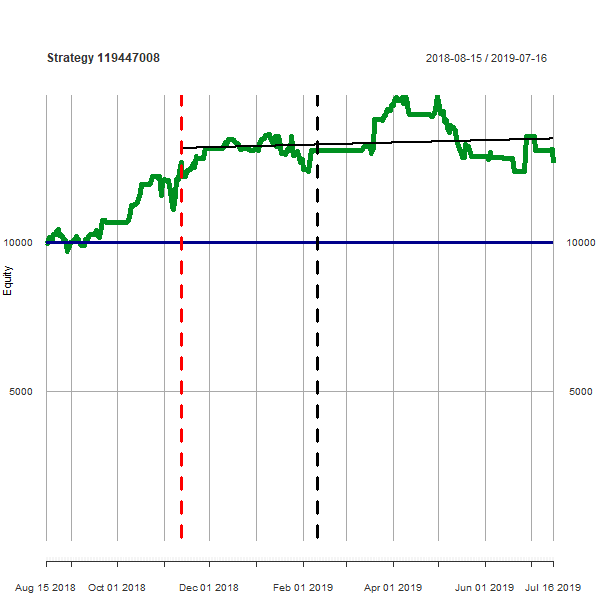 Strategy 119447008
2018-08-15 / 2019-07-16
10000
10000
Equity
5000
5000
Aug 15 2018 Oct 01 2018 Dec 01 2018 Feb 01 2019 Apr 01 2019 Jun 01 2019 Jul 16 2019